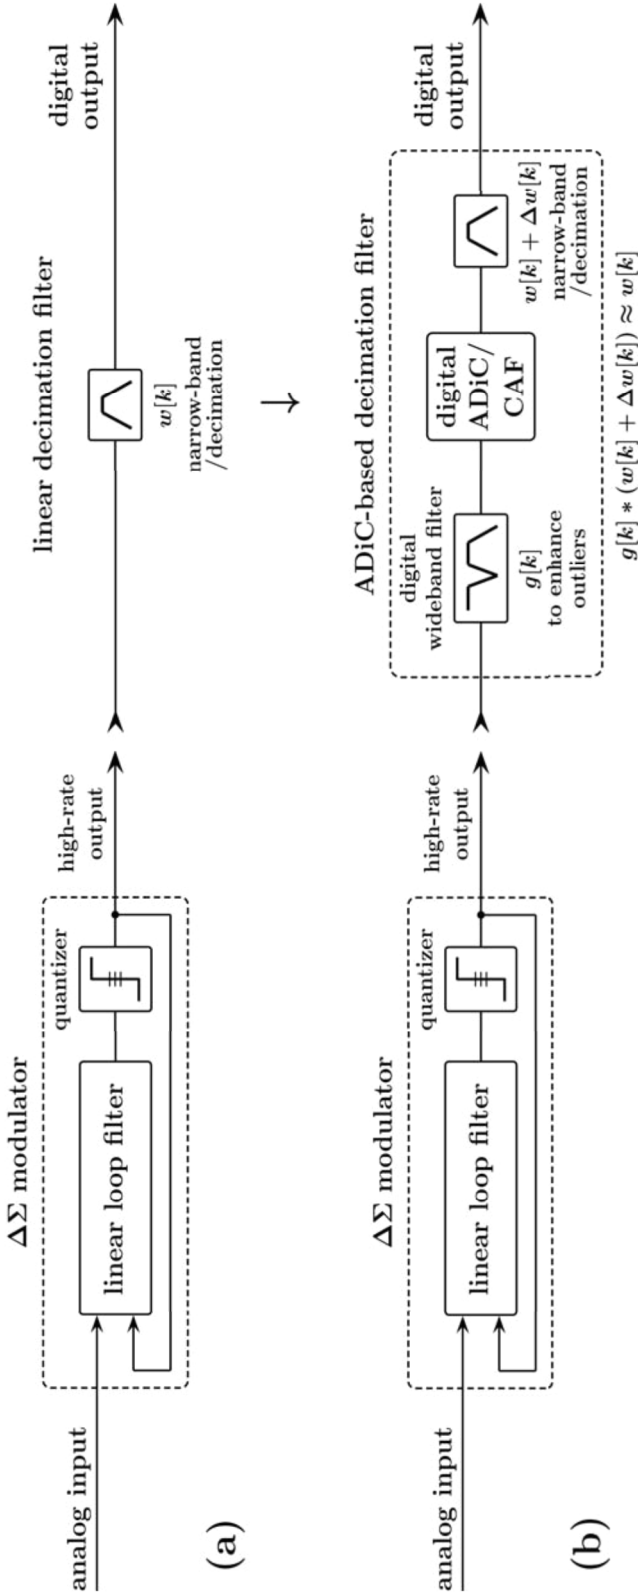 ΔΣ modulator
analog input
linear loop filter
quantizer
high-rate
output
linear decimation filter
w[k]
narrow-band
/decimation
digital
output
(a)
ΔΣ modulator
analog input
linear loop filter
quantizer
high-rate
output
ADiC-based decimation filter
digital
wideband filter
g[k]
to enhance
outliers
digital
ADiC/
CAF
w[k] + Δw[k]
narrow-band
/decimation
digital
output
g[k] * (w[k] + Δw[k]) ≈ w[k]
(b)